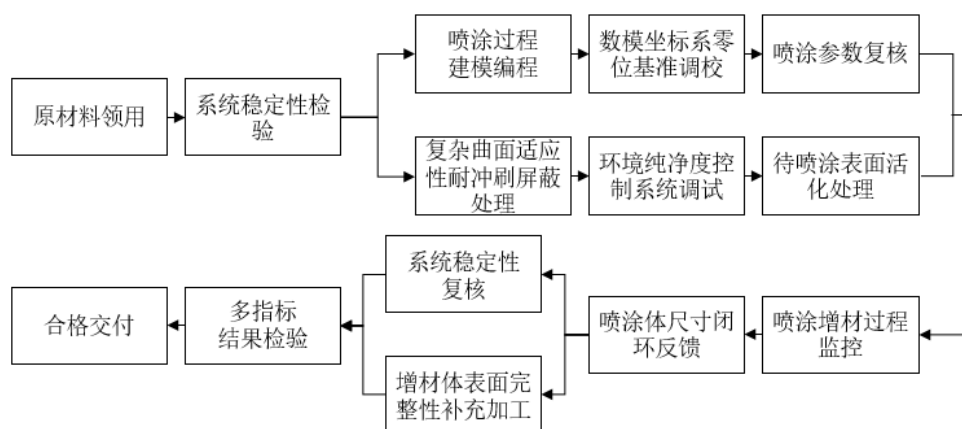 喷涂过程
建模编程
数模坐标系零
位基准调校
喷涂参数复核
原材料领用
系统稳定性检
验
复杂曲面适应
性耐冲刷屏蔽
处理
环境纯净度控
制系统调试
待喷涂表面活
化处理
系统稳定性
复核
合格交付
多指标
结果检验
喷涂体尺寸闭
环反馈
喷涂增材过程
监控
增材体表面完
整性补充加工